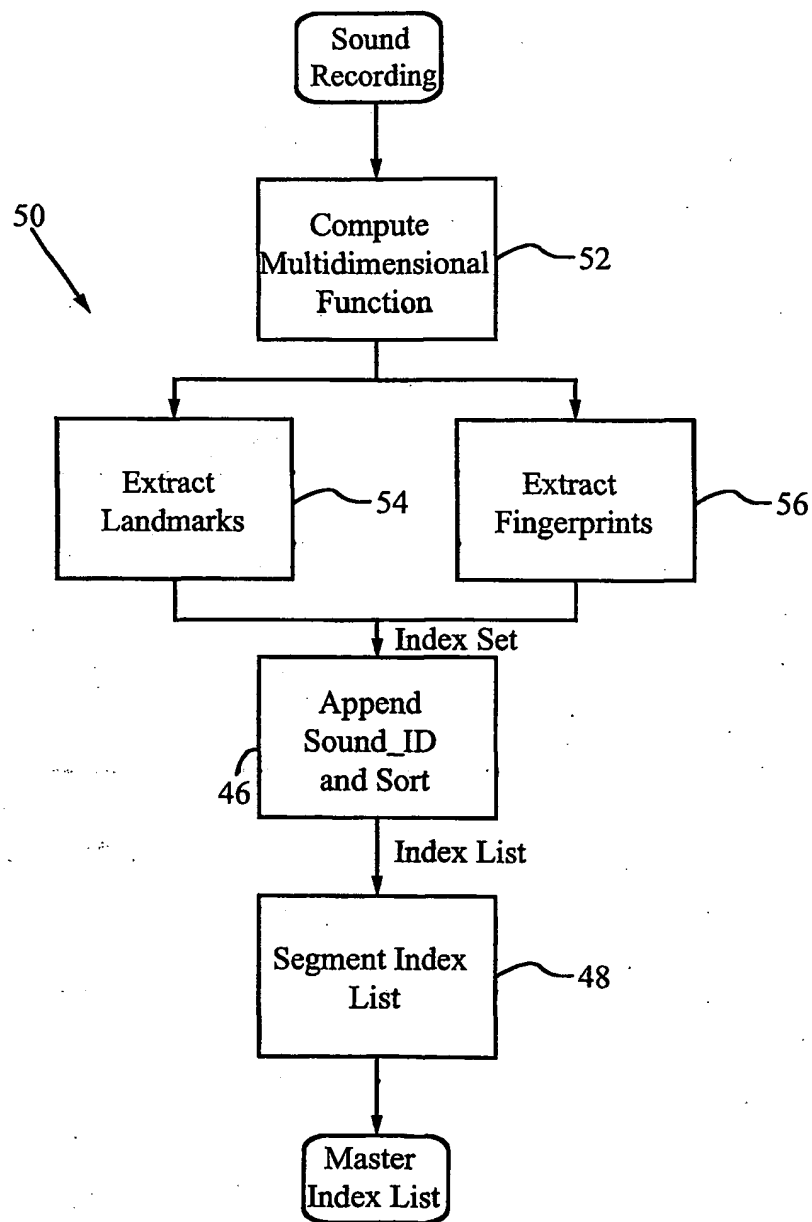 Sound
Recording
50
Compute
Multidimensional
Function
52
Extract
Landmarks
54
Extract
Fingerprints
56
Index Set
Append
Sound_ID
and Sort
46
Index List
Segment Index
List
48
Master
Index List